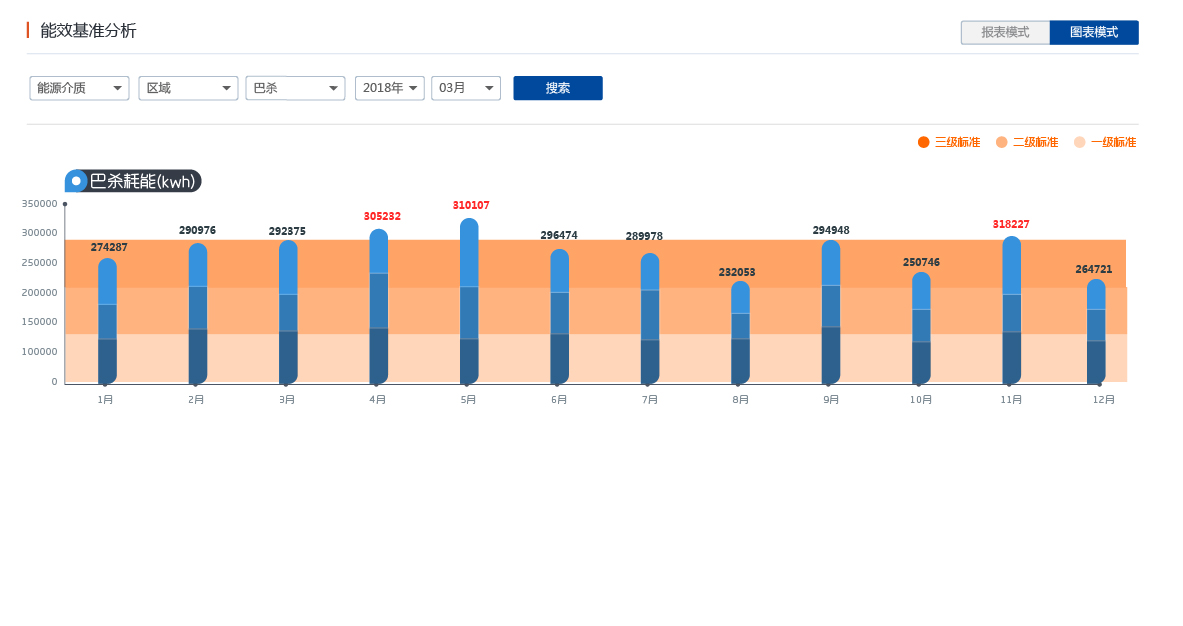 能效基准分析
报表模式 图表模式
能源介质 区域 巴杀 2018年 03月 搜索
三级标准 二级标准 一级标准
巴杀耗能(kwh)
350000
300000
250000
200000
150000
100000
0
274287 290976 292375 305232 310107 296474 289978 232053 294948 250746 318227 264721
1月 2月 3月 4月 5月 6月 7月 8月 9月 10月 11月 12月